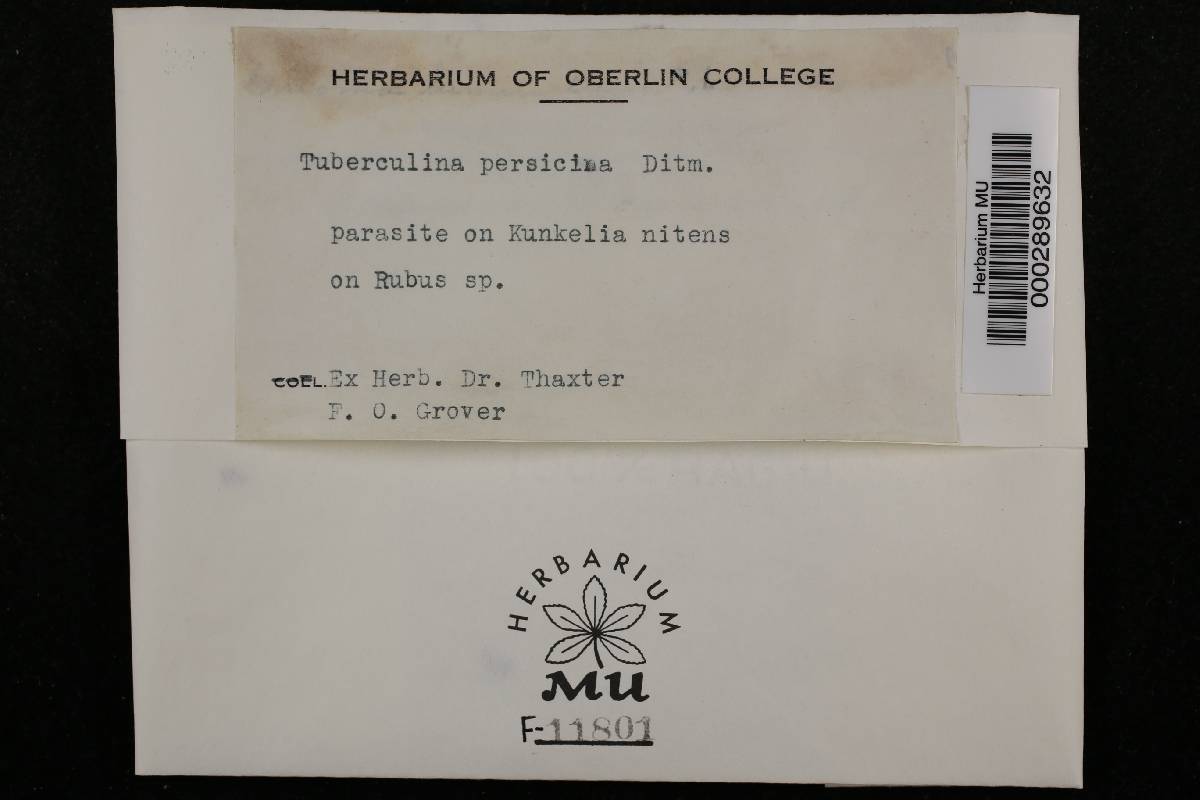 HERBARIUM OF OBERLIN COLLEGE
Tuberculina persicina Ditm.
parasite on Kunkelia nitens
on Rubus sp.
COEL. Ex Herb. Dr. Thaxter
F. O. Grover
Herbarium MU
000289632
HERBARIUM
MU
F-11801